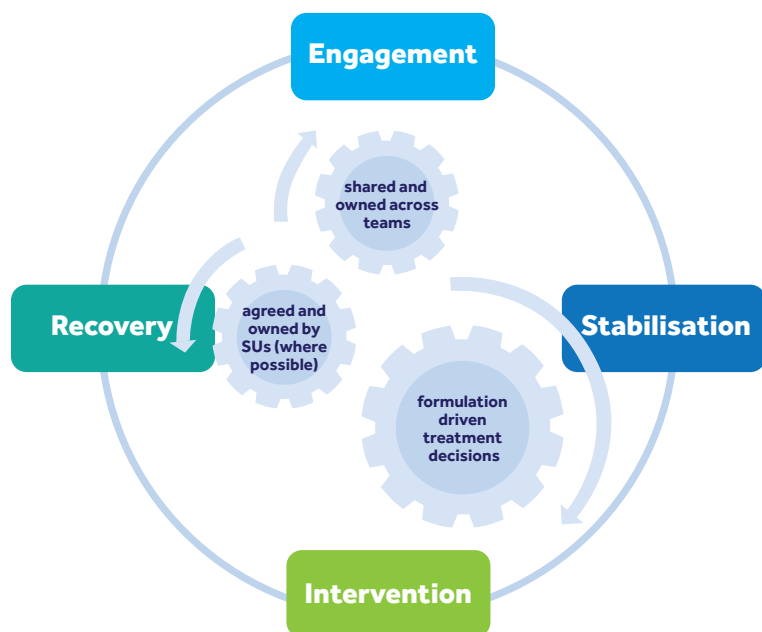 Engagement
shared and
owned across
teams
Recovery
agreed and
owned by
SUs (where
possible)
Stabilisation
formulation
driven
treatment
decisions
Intervention